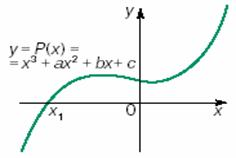 y
y = P(x) =
= x³ + ax² + bx + c
x₁ 0 x